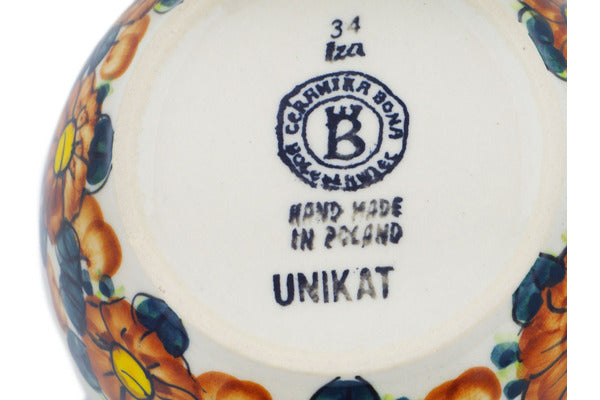 34
Iza
CERAMIKA BONA
B
HAND MADE
IN POLAND
UNIKAT